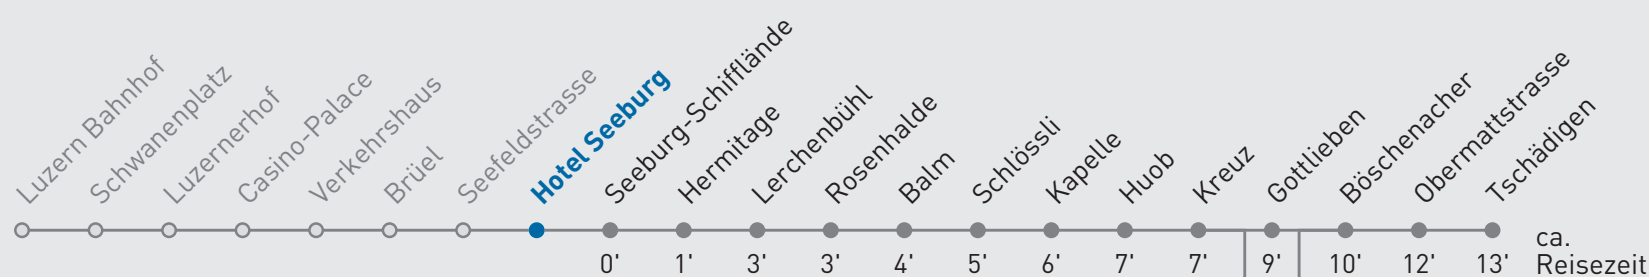 Luzern Bahnhof
Schwanenplatz
Luzernerhof
Casino-Palace
Verkehrshaus
Brüel
Seefeldstrasse
Hotel Seeburg
Seeburg-Schifflände
Hermitage
Lerchenbühl
Rosenhalde
Balm
Schlössli
Kapelle
Huob
Kreuz
Gottlieben
Böschenacher
Obermattstrasse
Tschädigen
0' 1' 3' 3' 4' 5' 6' 7' 7' 9' 10' 12' 13'
ca.
Reisezeit